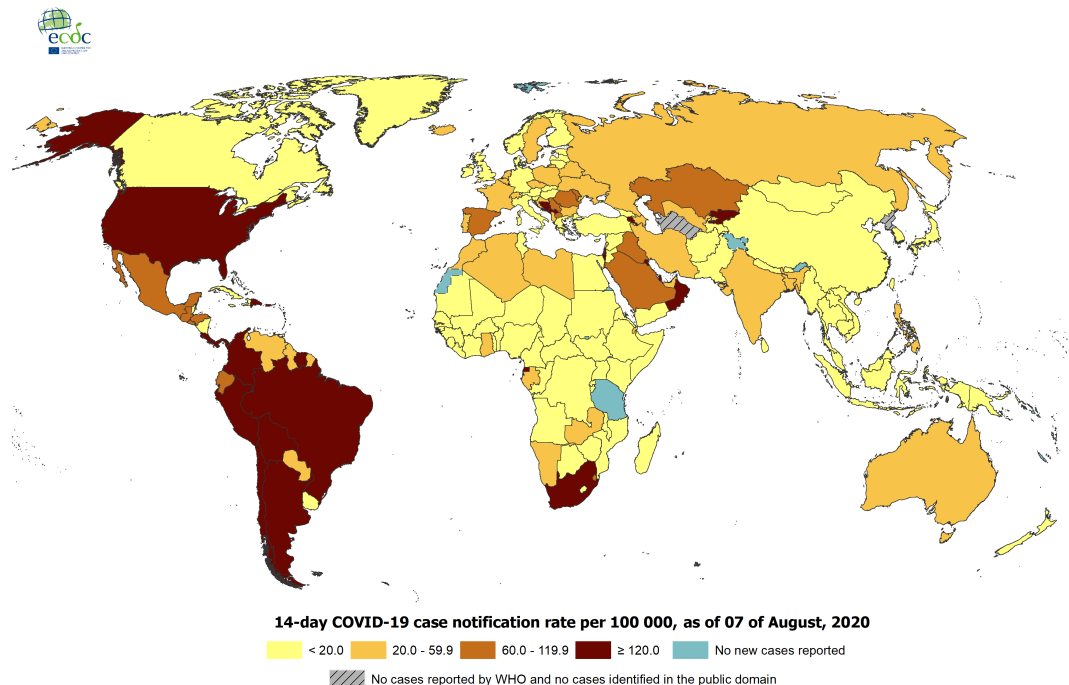 ecdc
14-day COVID-19 case notification rate per 100 000, as of 07 of August, 2020
< 20.0 20.0 - 59.9 60.0 - 119.9 ≥ 120.0 No new cases reported
No cases reported by WHO and no cases identified in the public domain